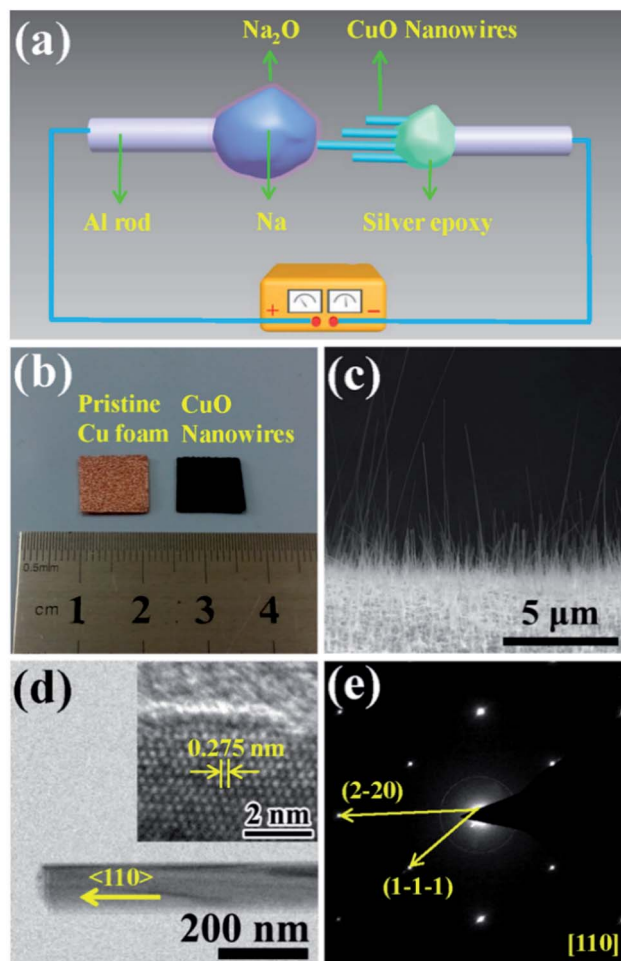 (a)
Na₂O
CuO Nanowires
Al rod
Na
Silver epoxy
+
−
(b)
Pristine
Cu foam
CuO
Nanowires
0.5mm
cm
1
2
3
4
(c)
5 μm
(d)
0.275 nm
2 nm
<110>
200 nm
(e)
(2-20)
(1-1-1)
[110]